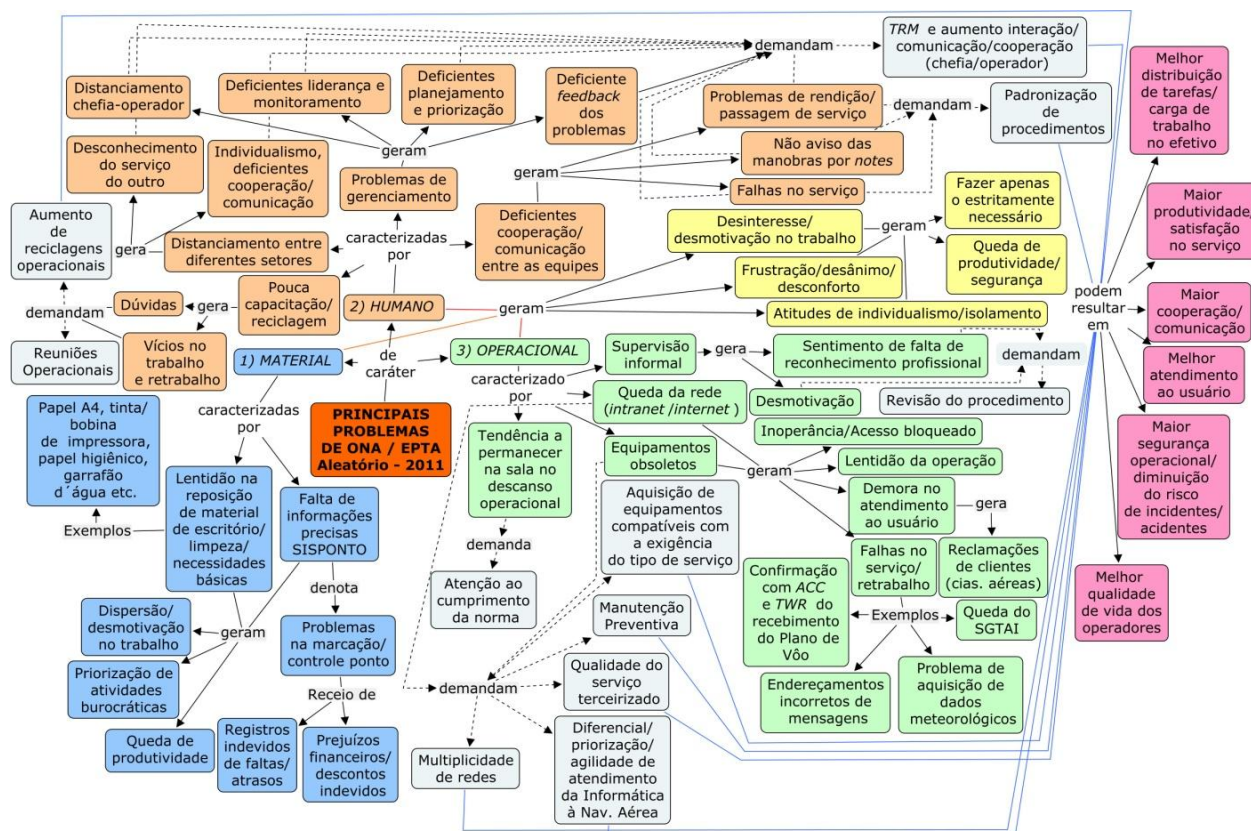 TRM e aumento interação/
comunicação/cooperação
(chefia/operador)
demandam
Melhor
distribuição
de tarefas/
carga de
trabalho
no efetivo
Distanciamento
chefia-operador
Deficientes liderança e
monitoramento
Deficientes
planejamento
e priorização
Deficiente
feedback
dos
problemas
Problemas de rendição/
passagem de serviço
demandam
Padronização
de
procedimentos
geram
Desconhecimento
do serviço
do outro
Individualismo,
deficientes
cooperação/
comunicação
Problemas de
gerenciamento
geram
Não aviso das
manobras por notes
Falhas no serviço
Fazer apenas
o estritamente
necessário
Maior
produtividade/
satisfação
no serviço
Aumento
de
reciclagens
operacionais
gera
Distanciamento entre
diferentes setores
caracterizadas
por
Deficientes
cooperação/
comunicação
entre as equipes
Desinteresse/
desmotivação no trabalho
geram
Queda de
produtividade/
segurança
Frustração/desânimo/
desconforto
Pouca
capacitação/
reciclagem
gera
Dúvidas
demandam
2) HUMANO
geram
Atitudes de individualismo/isolamento
podem
resultar
em
Maior
cooperação/
comunicação
Reuniões
Operacionais
Vícios no
trabalho
e retrabalho
1) MATERIAL
de
caráter
3) OPERACIONAL
Supervisão
informal
gera
Sentimento de falta de
reconhecimento profissional
demandam
Melhor
atendimento
ao usuário
caracterizado
por
Queda da rede
(intranet /internet )
Desmotivação
Revisão do procedimento
Papel A4, tinta/
bobina
de impressora,
papel higiênico,
garrafão
d´água etc.
caracterizadas
por
PRINCIPAIS
PROBLEMAS
DE ONA / EPTA
Aleatório - 2011
Tendência a
permanecer
na sala no
descanso
operacional
Equipamentos
obsoletos
geram
Inoperância/Acesso bloqueado
Lentidão da operação
Maior
segurança
operacional/
diminuição
do risco
de incidentes/
acidentes
Exemplos
Lentidão na
reposição
de material
de escritório/
limpeza/
necessidades
básicas
Falta de
informações
precisas
SISPONTO
Aquisição de
equipamentos
compatíveis com
a exigência
do tipo de serviço
Demora no
atendimento
ao usuário
gera
demanda
Falhas no
serviço/
retrabalho
Reclamações
de clientes
(cias. aéreas)
Atenção ao
cumprimento
da norma
denota
Confirmação
com ACC
e TWR do
recebimento
do Plano de
Vôo
Exemplos
Queda do
SGTAI
Melhor
qualidade
de vida dos
operadores
Dispersão/
desmotivação
no trabalho
geram
Problemas
na marcação/
controle ponto
Manutenção
Preventiva
Priorização de
atividades
burocráticas
Receio de
demandam
Qualidade do
serviço
terceirizado
Endereçamentos
incorretos de
mensagens
Problema de
aquisição de
dados
meteorológicos
Queda de
produtividade
Registros
indevidos
de faltas/
atrasos
Prejuízos
financeiros/
descontos
indevidos
Multiplicidade
de redes
Diferencial/
priorização/
agilidade de
atendimento
da Informática
à Nav. Aérea